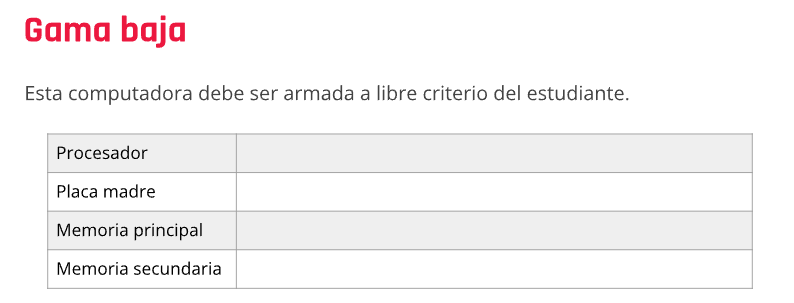 Gama baja
Esta computadora debe ser armada a libre criterio del estudiante.
Procesador
Placa madre
Memoria principal
Memoria secundaria